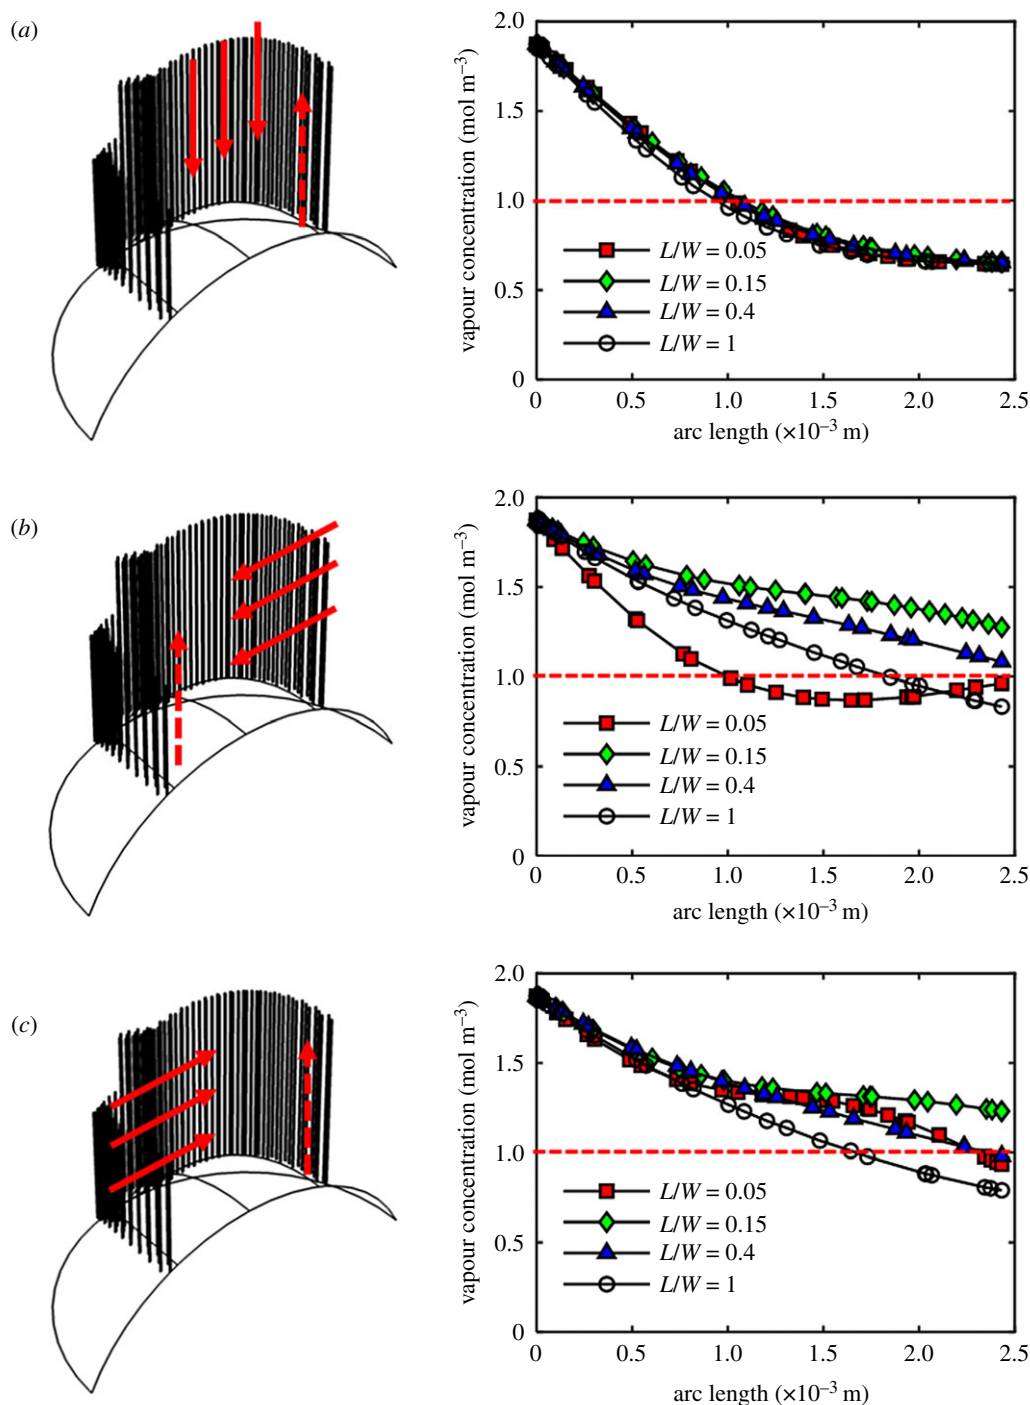 (a)
vapour concentration (mol m⁻³)
2.0
1.5
1.0
0.5
0
L/W = 0.05
L/W = 0.15
L/W = 0.4
L/W = 1
0 0.5 1.0 1.5 2.0 2.5
arc length (×10⁻³ m)
(b)
vapour concentration (mol m⁻³)
2.0
1.5
1.0
0.5
0
L/W = 0.05
L/W = 0.15
L/W = 0.4
L/W = 1
0 0.5 1.0 1.5 2.0 2.5
arc length (×10⁻³ m)
(c)
vapour concentration (mol m⁻³)
2.0
1.5
1.0
0.5
0
L/W = 0.05
L/W = 0.15
L/W = 0.4
L/W = 1
0 0.5 1.0 1.5 2.0 2.5
arc length (×10⁻³ m)